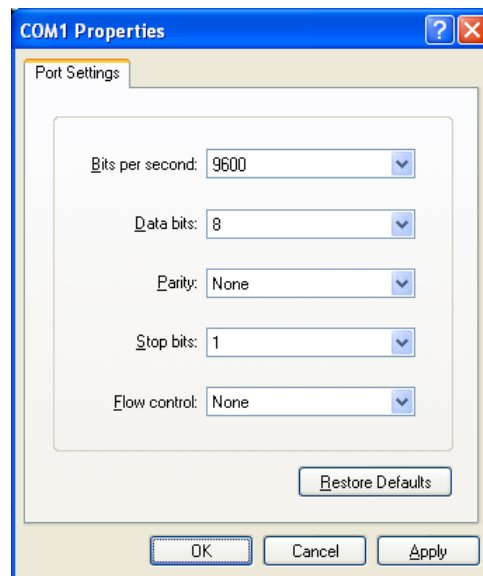 COM1 Properties
Port Settings
Bits per second: 9600
Data bits: 8
Parity: None
Stop bits: 1
Flow control: None
Restore Defaults
OK Cancel Apply